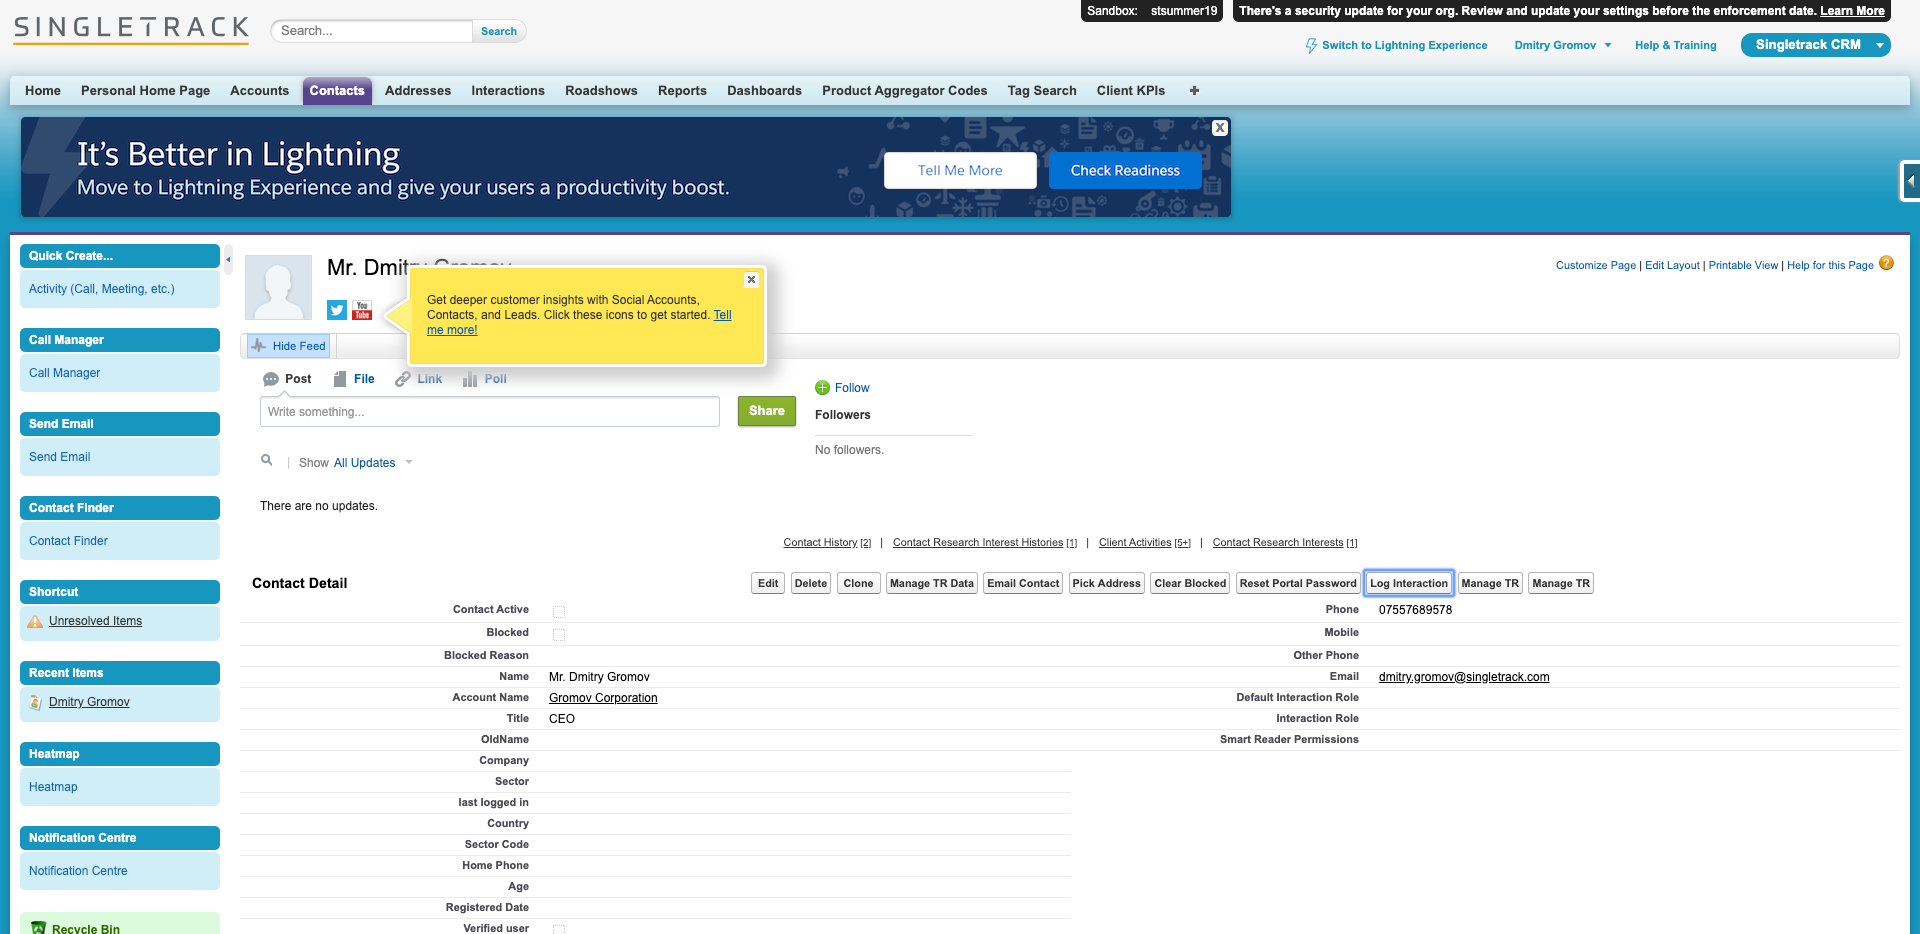 SINGLETRACK
Search...
Search
Sandbox: stsummer19
There's a security update for your org. Review and update your settings before the enforcement date. Learn More
Switch to Lightning Experience
Dmitry Gromov
Help & Training
Singletrack CRM
Home
Personal Home Page
Accounts
Contacts
Addresses
Interactions
Roadshows
Reports
Dashboards
Product Aggregator Codes
Tag Search
Client KPIs
It's Better in Lightning
Move to Lightning Experience and give your users a productivity boost.
Tell Me More
Check Readiness
Quick Create...
Activity (Call, Meeting, etc.)
Call Manager
Call Manager
Send Email
Send Email
Contact Finder
Contact Finder
Shortcut
Unresolved Items
Recent Items
Dmitry Gromov
Heatmap
Heatmap
Notification Centre
Notification Centre
Recycle Bin
Mr. Dmitry Gromov
Customize Page | Edit Layout | Printable View | Help for this Page
You
Tube
Get deeper customer insights with Social Accounts,
Contacts, and Leads. Click these icons to get started. Tell
me more!
Hide Feed
Post
File
Link
Poll
Write something...
Share
Follow
Followers
No followers.
Show All Updates
There are no updates.
Contact History [2] | Contact Research Interest Histories [1] | Client Activities [5+] | Contact Research Interests [1]
Contact Detail
Edit
Delete
Clone
Manage TR Data
Email Contact
Pick Address
Clear Blocked
Reset Portal Password
Log Interaction
Manage TR
Manage TR
Contact Active
Phone 07557689578
Blocked
Mobile
Blocked Reason
Other Phone
Name Mr. Dmitry Gromov
Email dmitry.gromov@singletrack.com
Account Name Gromov Corporation
Default Interaction Role
Title CEO
Interaction Role
OldName
Smart Reader Permissions
Company
Sector
last logged in
Country
Sector Code
Home Phone
Age
Registered Date
Verified user